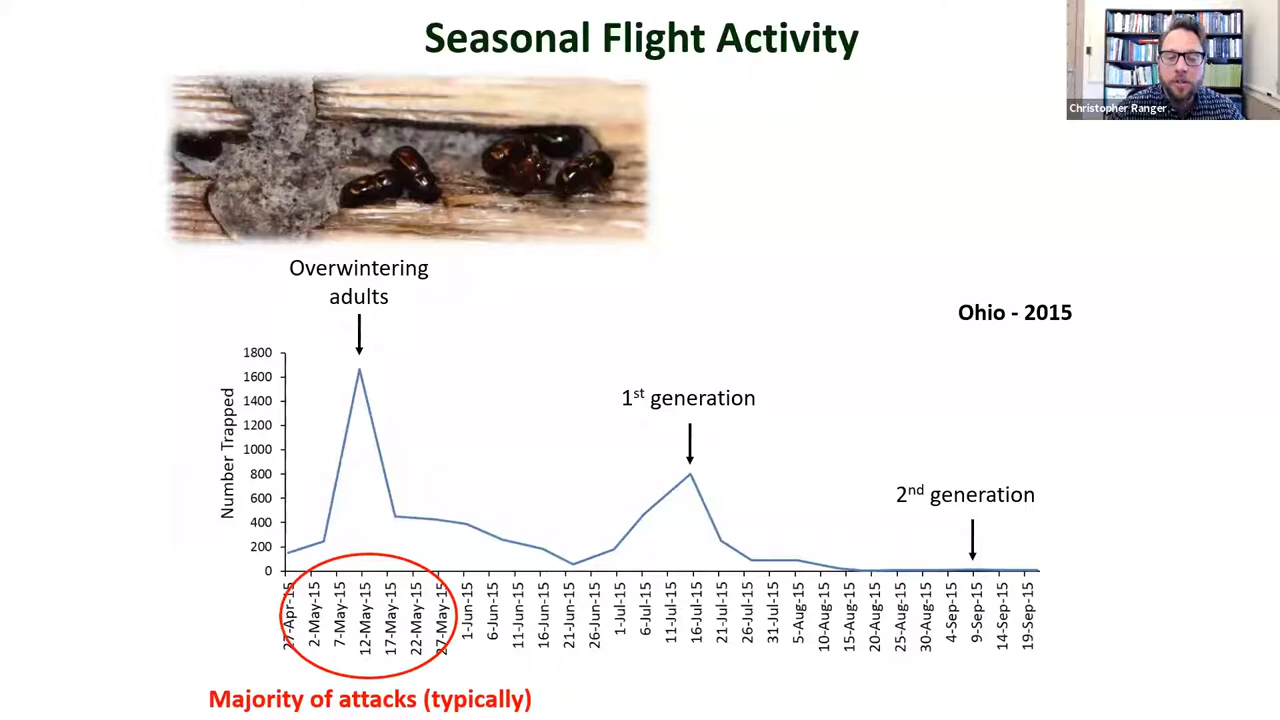 Seasonal Flight Activity
Christopher Ranger
Overwintering
adults
Ohio - 2015
1st generation
2nd generation
Number Trapped
1800
1600
1400
1200
1000
800
600
400
200
0
27-Apr-15
2-May-15
7-May-15
12-May-15
17-May-15
22-May-15
27-May-15
1-Jun-15
6-Jun-15
11-Jun-15
16-Jun-15
21-Jun-15
26-Jun-15
1-Jul-15
6-Jul-15
11-Jul-15
16-Jul-15
21-Jul-15
26-Jul-15
31-Jul-15
5-Aug-15
10-Aug-15
15-Aug-15
20-Aug-15
25-Aug-15
30-Aug-15
4-Sep-15
9-Sep-15
14-Sep-15
19-Sep-15
Majority of attacks (typically)